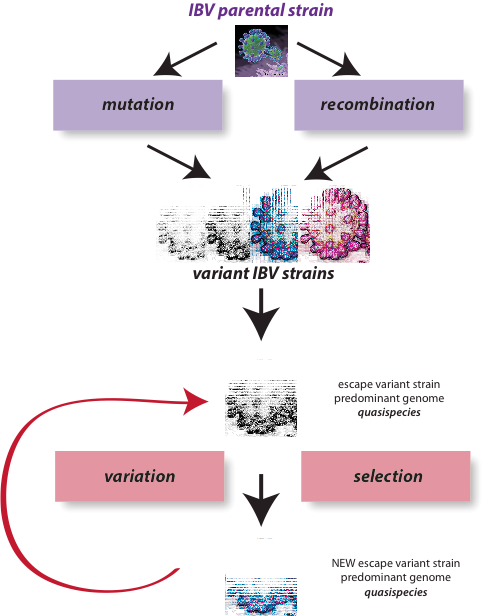 IBV parental strain
mutation
recombination
variant IBV strains
escape variant strain
predominant genome
quasispecies
variation
selection
NEW escape variant strain
predominant genome
quasispecies